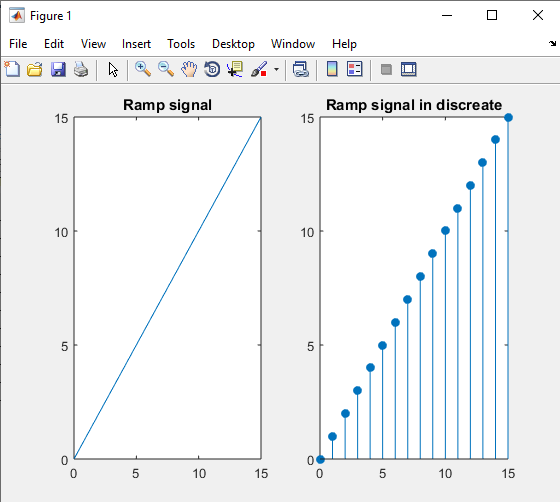 Figure 1
File Edit View Insert Tools Desktop Window Help
Ramp signal
15
10
5
0
0 5 10 15
Ramp signal in discreate
15
10
5
0
0 5 10 15